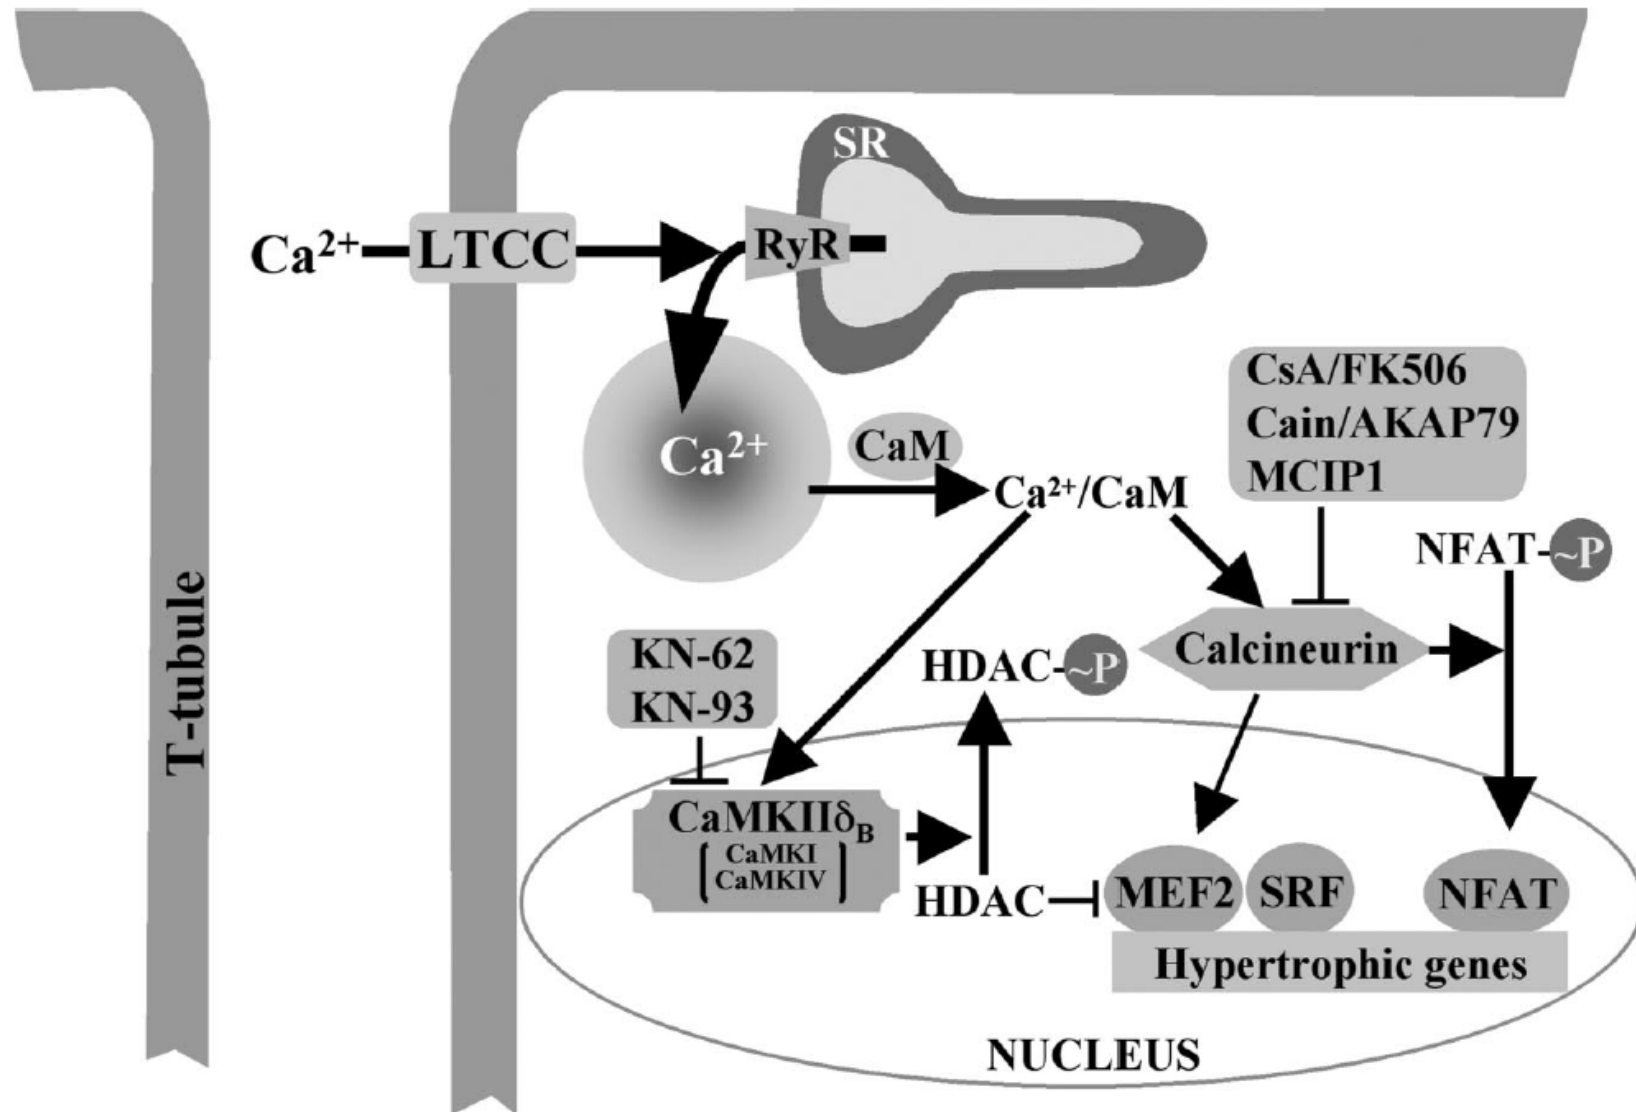 SR
Ca²⁺
LTCC
RyR
CsA/FK506
Cain/AKAP79
MCIP1
Ca²⁺
CaM
Ca²⁺/CaM
NFAT-~P
T-tubule
KN-62
KN-93
HDAC-~P
Calcineurin
CaMKIIδB
[CaMKI
CaMKIV]
HDAC
MEF2
SRF
NFAT
Hypertrophic genes
NUCLEUS